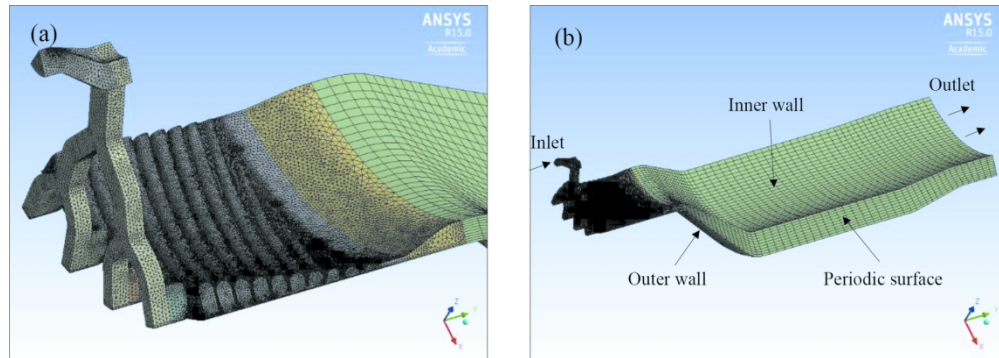 (a)
ANSYS
R15.0
Academic
Z
Y
X
(b)
ANSYS
R15.0
Academic
Outlet
Inner wall
Inlet
Outer wall
Periodic surface
Z
Y
X